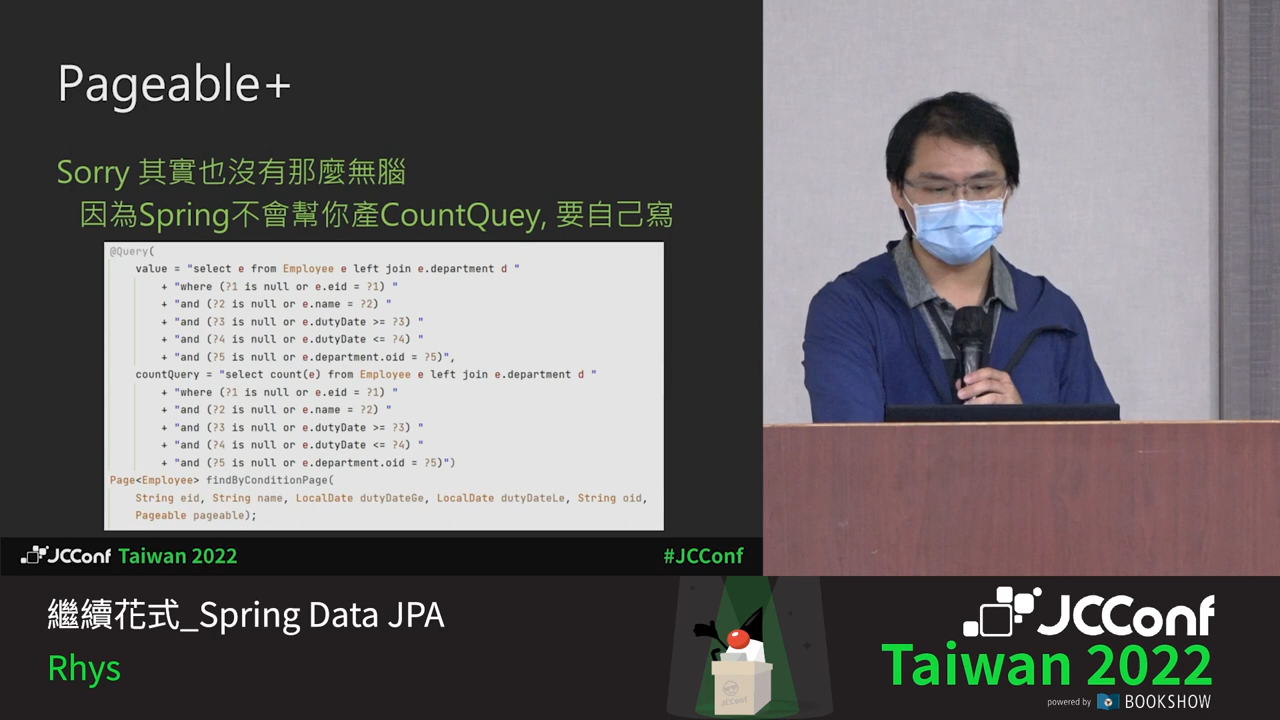 Pageable+
Sorry 其實也沒有那麼無腦
因為Spring不會幫你產CountQuey, 要自己寫
@Query(
value = "select e from Employee e left join e.department d "
+ "where (?1 is null or e.eid = ?1) "
+ "and (?2 is null or e.name = ?2) "
+ "and (?3 is null or e.dutyDate >= ?3) "
+ "and (?4 is null or e.dutyDate <= ?4) "
+ "and (?5 is null or e.department.oid = ?5)",
countQuery = "select count(e) from Employee e left join e.department d "
+ "where (?1 is null or e.eid = ?1) "
+ "and (?2 is null or e.name = ?2) "
+ "and (?3 is null or e.dutyDate >= ?3) "
+ "and (?4 is null or e.dutyDate <= ?4) "
+ "and (?5 is null or e.department.oid = ?5)")
Page<Employee> findByConditionPage(
String eid, String name, LocalDate dutyDateGe, LocalDate dutyDateLe, String oid,
Pageable pageable);
JCConf Taiwan 2022
#JCConf
繼續花式_Spring Data JPA
Rhys
JCConf
JCConf
Taiwan 2022
powered by BOOKSHOW